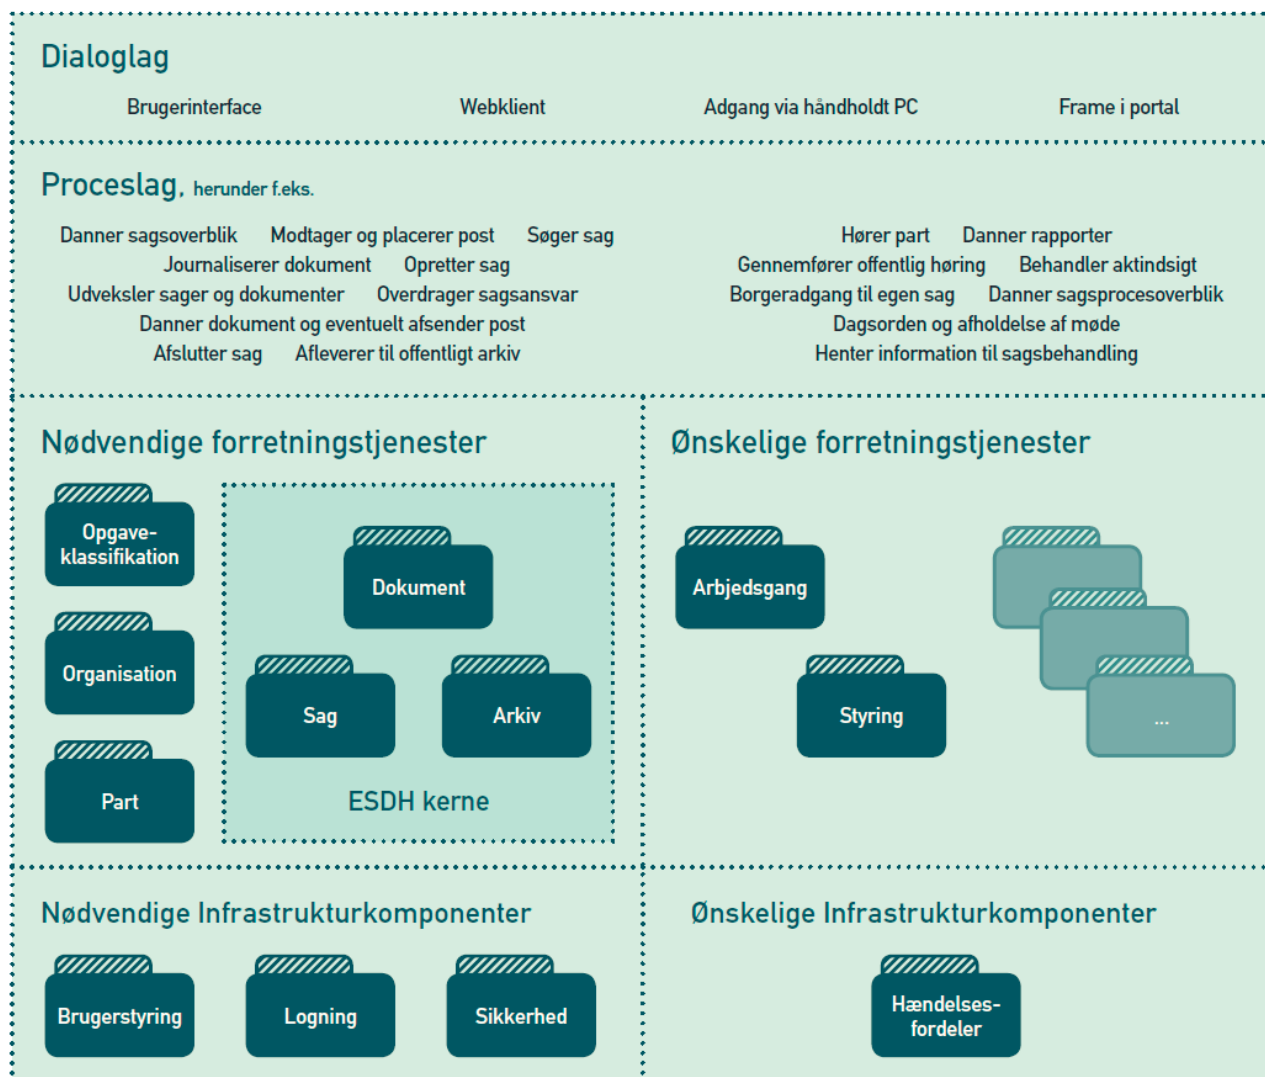 Dialoglag
Brugerinterface Webklient Adgang via håndholdt PC Frame i portal
Proceslag, herunder f.eks.
Danner sagsoverblik Modtager og placerer post Søger sag
Journaliserer dokument Opretter sag
Udveksler sager og dokumenter Overdrager sagsansvar
Danner dokument og eventuelt afsender post
Afslutter sag Afleverer til offentligt arkiv
Hører part Danner rapporter
Gennemfører offentlig høring Behandler aktindsigt
Borgeradgang til egen sag Danner sagsprocesoverblik
Dagsorden og afholdelse af møde
Henter information til sagsbehandling
Nødvendige forretningstjenester
Opgave-
klassifikation
Organisation
Part
Dokument
Sag
Arkiv
ESDH kerne
Ønskelige forretningstjenester
Arbjedsgang
Styring
...
Nødvendige Infrastrukturkomponenter
Brugerstyring
Logning
Sikkerhed
Ønskelige Infrastrukturkomponenter
Hændelses-
fordeler